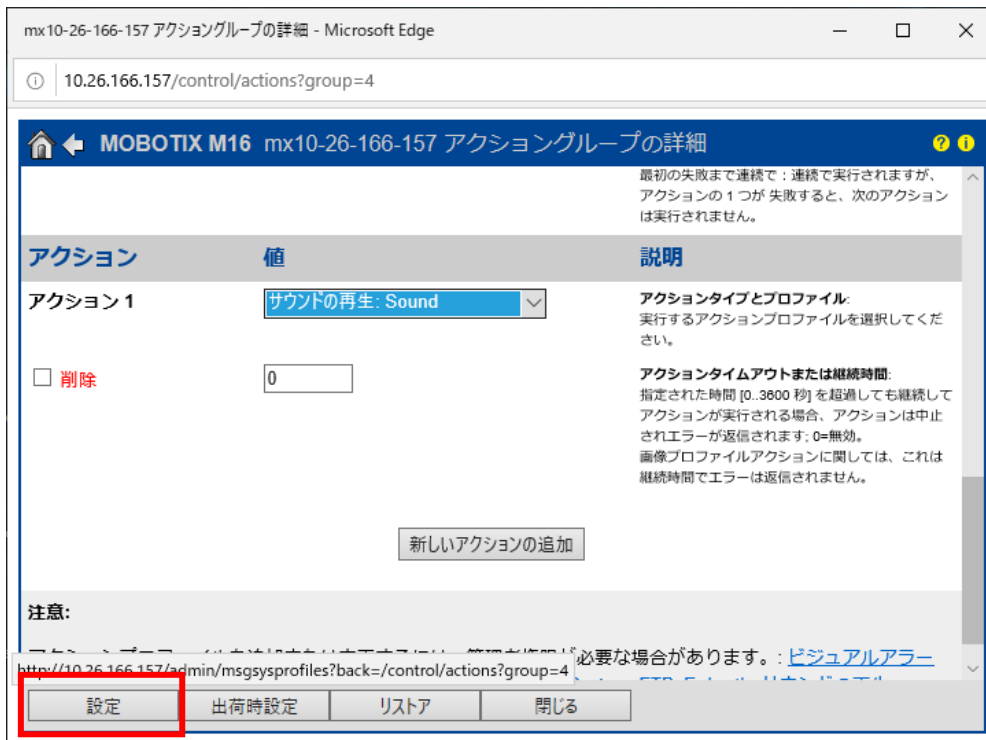 mx10-26-166-157 アクショングループの詳細 - Microsoft Edge
10.26.166.157/control/actions?group=4
MOBOTIX M16 mx10-26-166-157 アクショングループの詳細
最初の失敗まで連続で : 連続で実行されますが、
アクションの 1 つが 失敗すると、次のアクション
は実行されません。
アクション 値 説明
アクション 1
サウンドの再生: Sound
アクションタイプとプロファイル:
実行するアクションプロファイルを選択してくだ
さい。
削除
0
アクションタイムアウトまたは継続時間:
指定された時間 [0..3600 秒] を超過しても継続して
アクションが実行される場合、アクションは中止
されエラーが返信されます; 0=無効。
画像プロファイルアクションに関しては、これは
継続時間でエラーは返信されません。
新しいアクションの追加
注意:
必要な場合があります。: ビジュアルアラー
http://10.26.166.157/admin/msgsysprofiles?back=/control/actions?group=4
設定 出荷時設定 リストア 閉じる